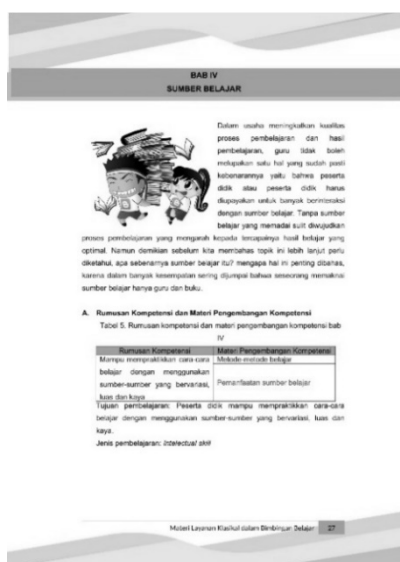 BAB IV
SUMBER BELAJAR
Dalam usaha meningkatkan kualitas
proses pembelajaran dan hasil
pembelajaran, guru tidak boleh
melupakan satu hal yang sudah pasti
kebenarannya yaitu bahwa peserta
didik atau peserta didik harus
diupayakan untuk banyak berinteraksi
dengan sumber belajar. Tanpa sumber
belajar yang memadai sulit diwujudkan
proses pembelajaran yang mengarah kepada tercapainya hasil belajar yang
optimal. Namun demikian sebelum kita membahas topik ini lebih lanjut perlu
diketahui, apa sebenarnya sumber belajar itu? mengapa hal ini penting dibahas,
karena dalam banyak kesempatan sering dijumpai bahwa seseorang memaknai
sumber belajar hanya guru dan buku.
A. Rumusan Kompetensi dan Materi Pengembangan Kompetensi
Tabel 5. Rumusan kompetensi dan materi pengembangan kompetensi bab
IV
Rumusan Kompetensi Materi Pengembangan Kompetensi
Mampu mempraktikkan cara-cara Metode-metode belajar
belajar dengan menggunakan
sumber-sumber yang bervariasi, Pemanfaatan sumber belajar
luas dan kaya
Tujuan pembelajaran: Peserta didik mampu mempraktikkan cara-cara
belajar dengan menggunakan sumber-sumber yang bervariasi, luas dan
kaya.
Jenis pembelajaran: Intelectual skill
Materi Layanan Klasikal dalam Bimbingan Belajar 27